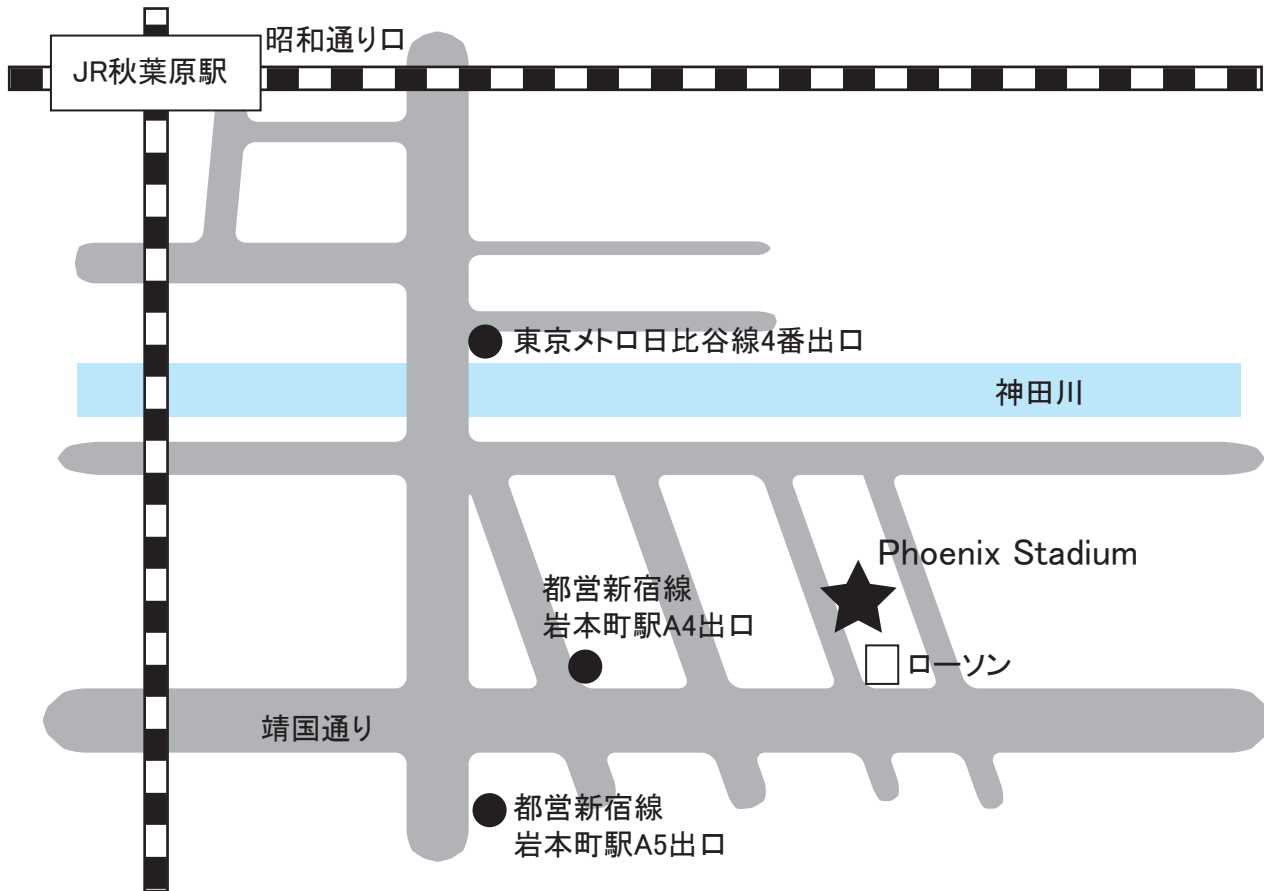 昭和通り口
JR秋葉原駅
東京メトロ日比谷線4番出口
神田川
Phoenix Stadium
都営新宿線
岩本町駅A4出口
ローソン
靖国通り
都営新宿線
岩本町駅A5出口